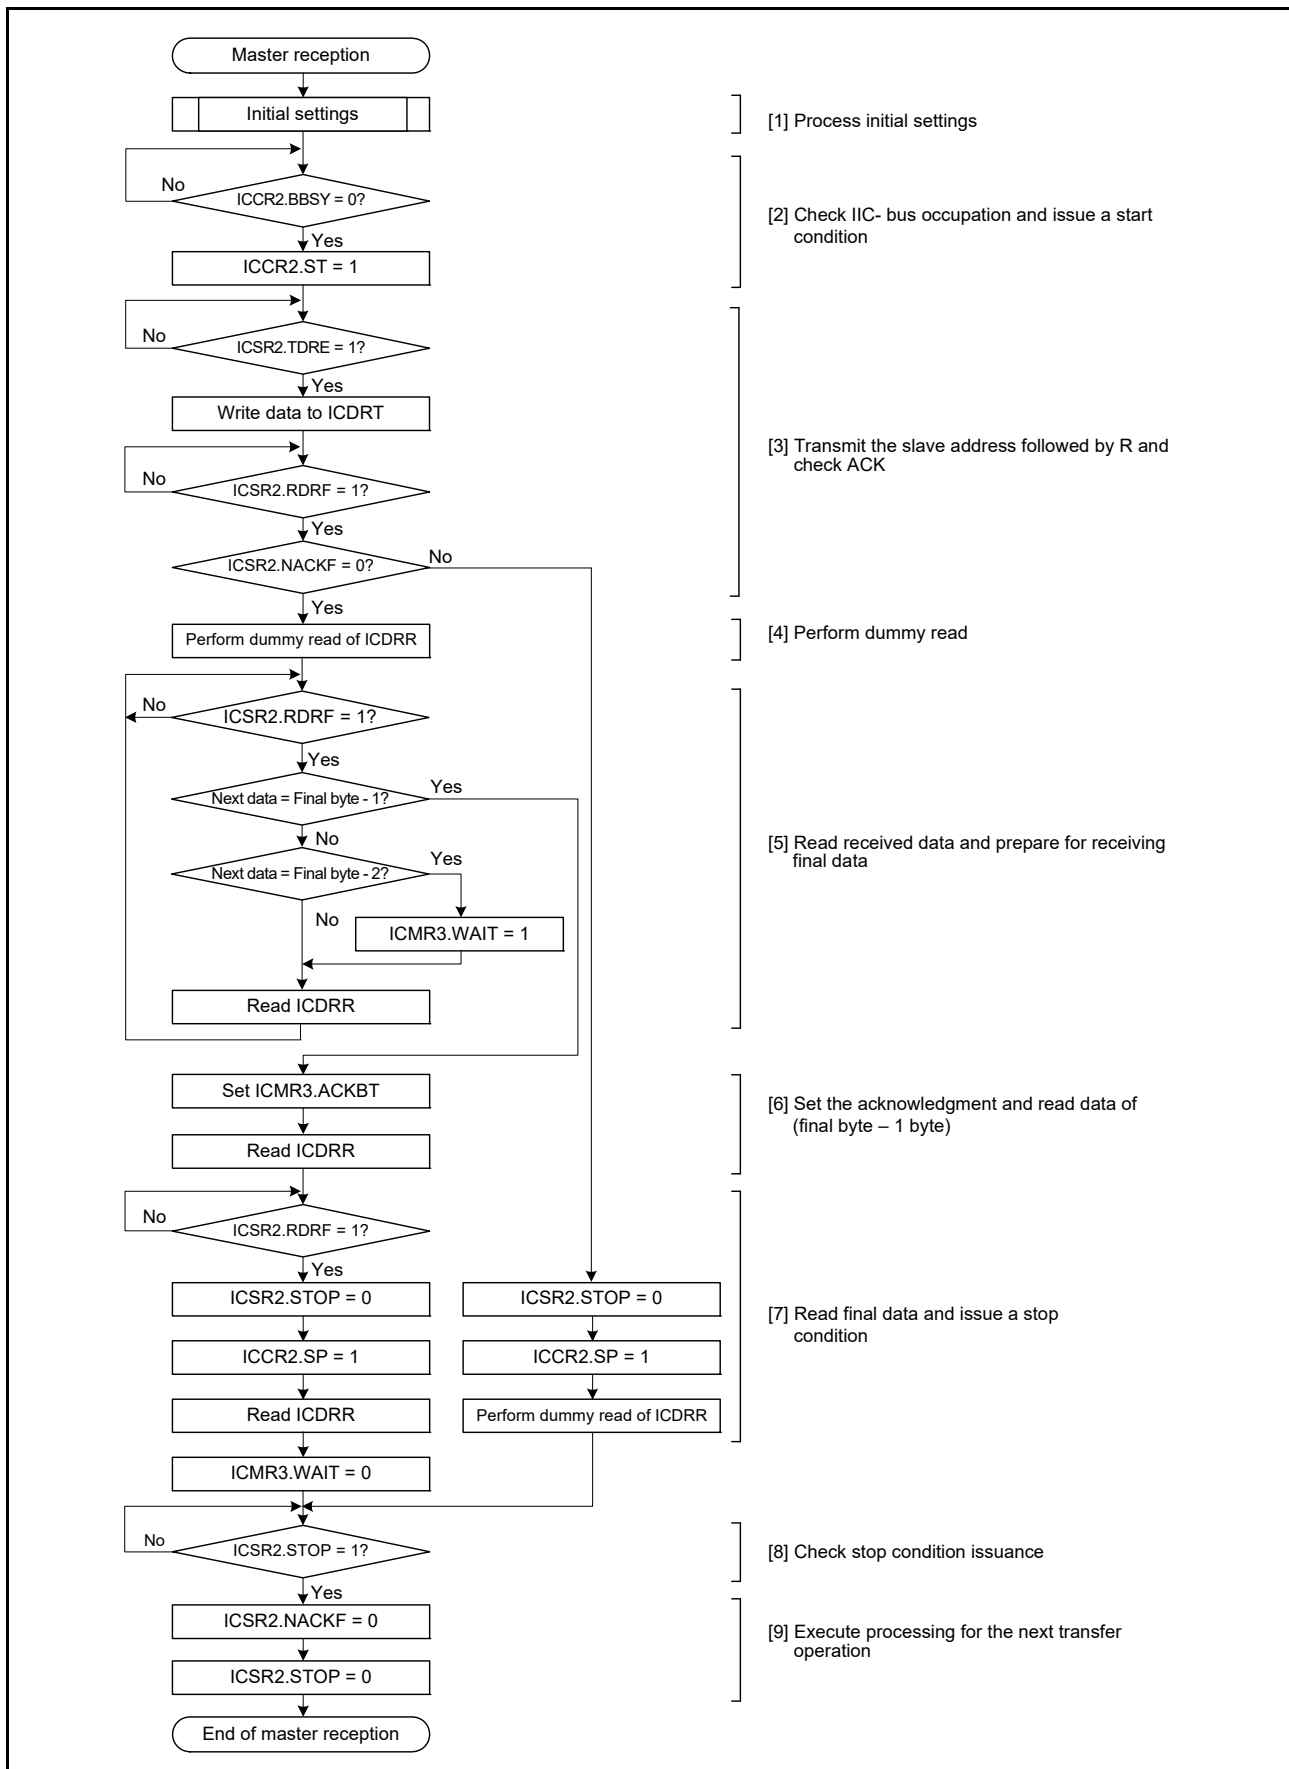 Master reception
Initial settings
[1] Process initial settings
No
ICCR2.BBSY = 0?
[2] Check IIC- bus occupation and issue a start
condition
Yes
ICCR2.ST = 1
No
ICSR2.TDRE = 1?
Yes
Write data to ICDRT
[3] Transmit the slave address followed by R and
check ACK
No
ICSR2.RDRF = 1?
Yes
ICSR2.NACKF = 0?
No
Yes
Perform dummy read of ICDRR
[4] Perform dummy read
No
ICSR2.RDRF = 1?
Yes
Next data = Final byte - 1?
Yes
No
[5] Read received data and prepare for receiving
final data
Next data = Final byte - 2?
Yes
No
ICMR3.WAIT = 1
Read ICDRR
Set ICMR3.ACKBT
[6] Set the acknowledgment and read data of
(final byte – 1 byte)
Read ICDRR
No
ICSR2.RDRF = 1?
Yes
ICSR2.STOP = 0
ICSR2.STOP = 0
[7] Read final data and issue a stop
condition
ICCR2.SP = 1
ICCR2.SP = 1
Read ICDRR
Perform dummy read of ICDRR
ICMR3.WAIT = 0
No
ICSR2.STOP = 1?
[8] Check stop condition issuance
Yes
ICSR2.NACKF = 0
[9] Execute processing for the next transfer
operation
ICSR2.STOP = 0
End of master reception